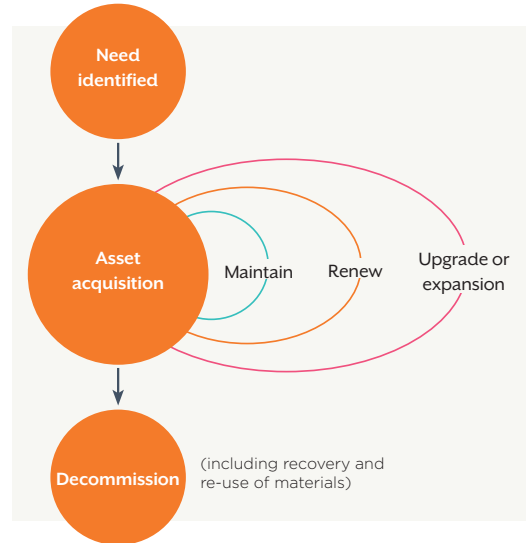 Need
identified
Asset
acquisition
Maintain
Renew
Upgrade or
expansion
Decommission
(including recovery and
re-use of materials)